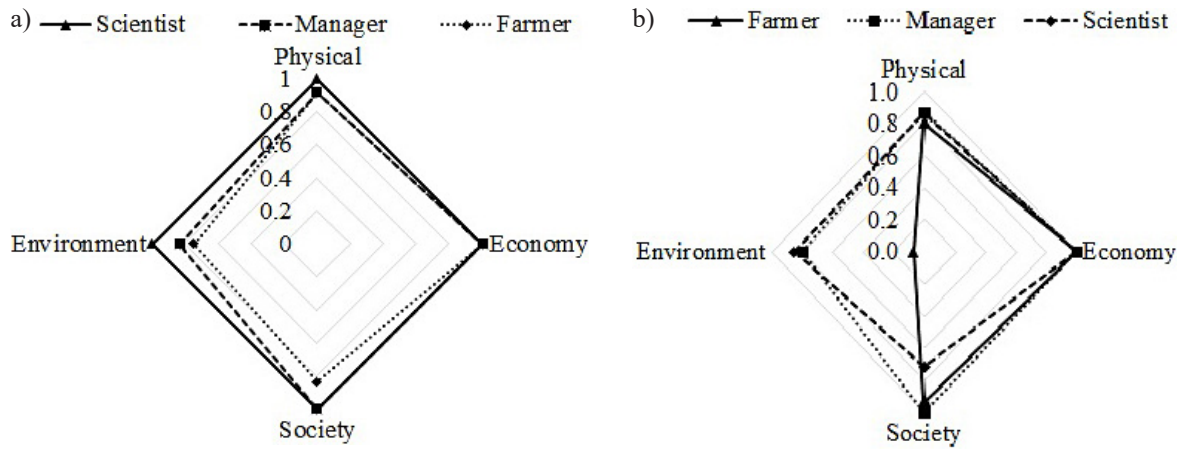 a) Scientist Manager Farmer
Physical
1
0.8
0.6
0.4
0.2
0
Environment
Economy
Society
b) Farmer Manager Scientist
Physical
1.0
0.8
0.6
0.4
0.2
0.0
Environment
Economy
Society